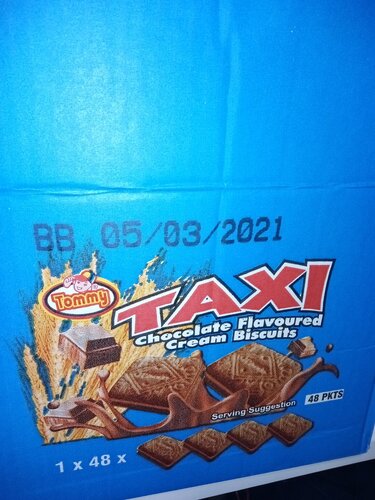 BB 05/03/2021
Tommy
TAXI
Chocolate Flavoured
Cream Biscuits
Serving Suggestion
48 PKTS
1 x 48 x